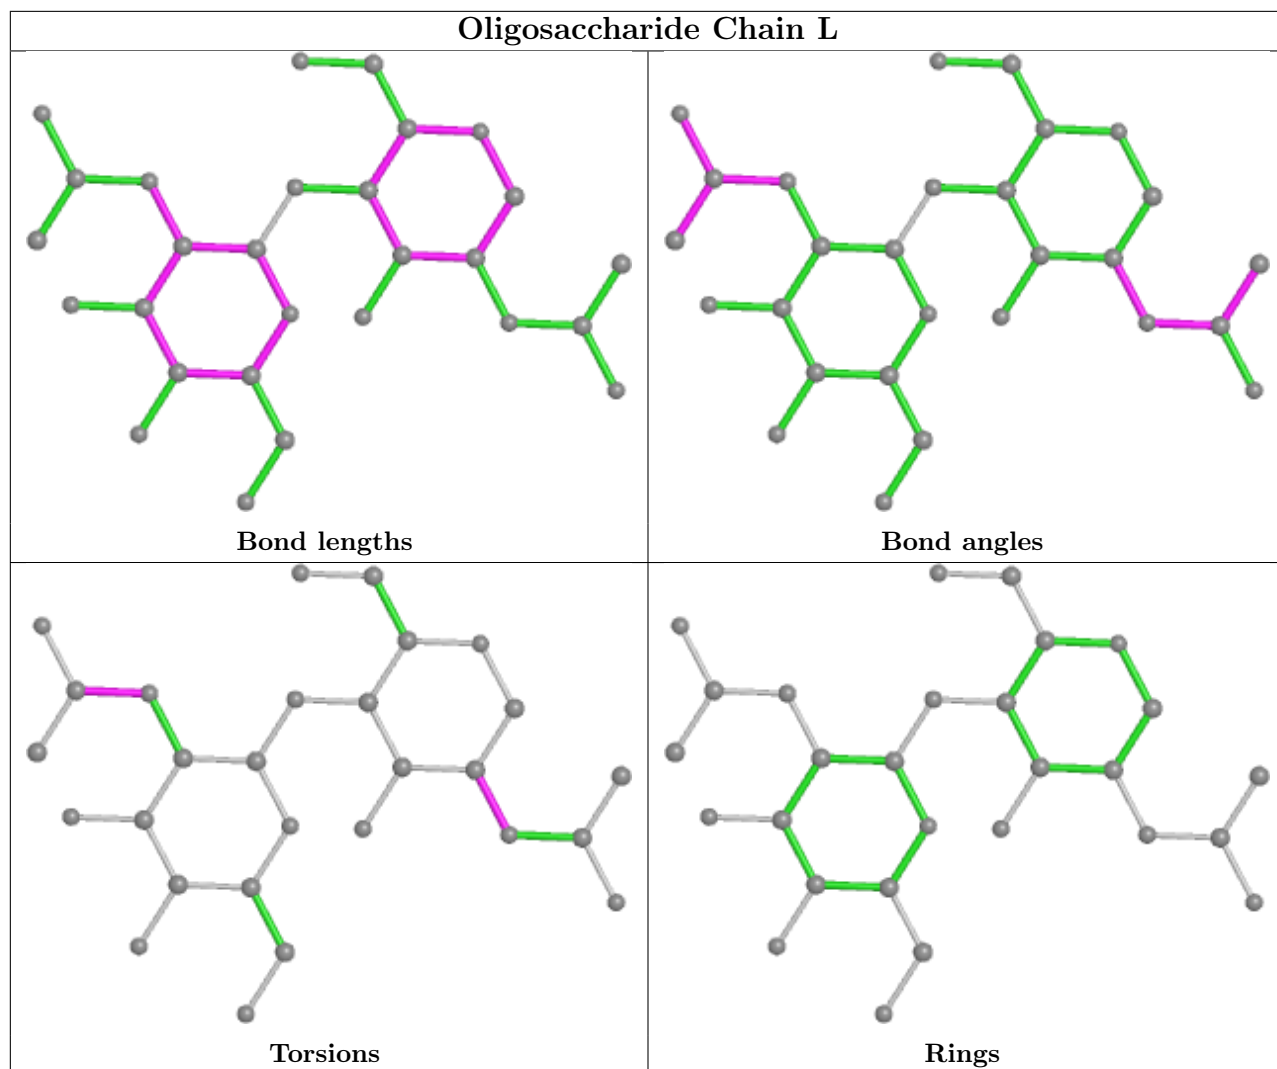 Oligosaccharide Chain L
Bond lengths
Bond angles
Torsions
Rings